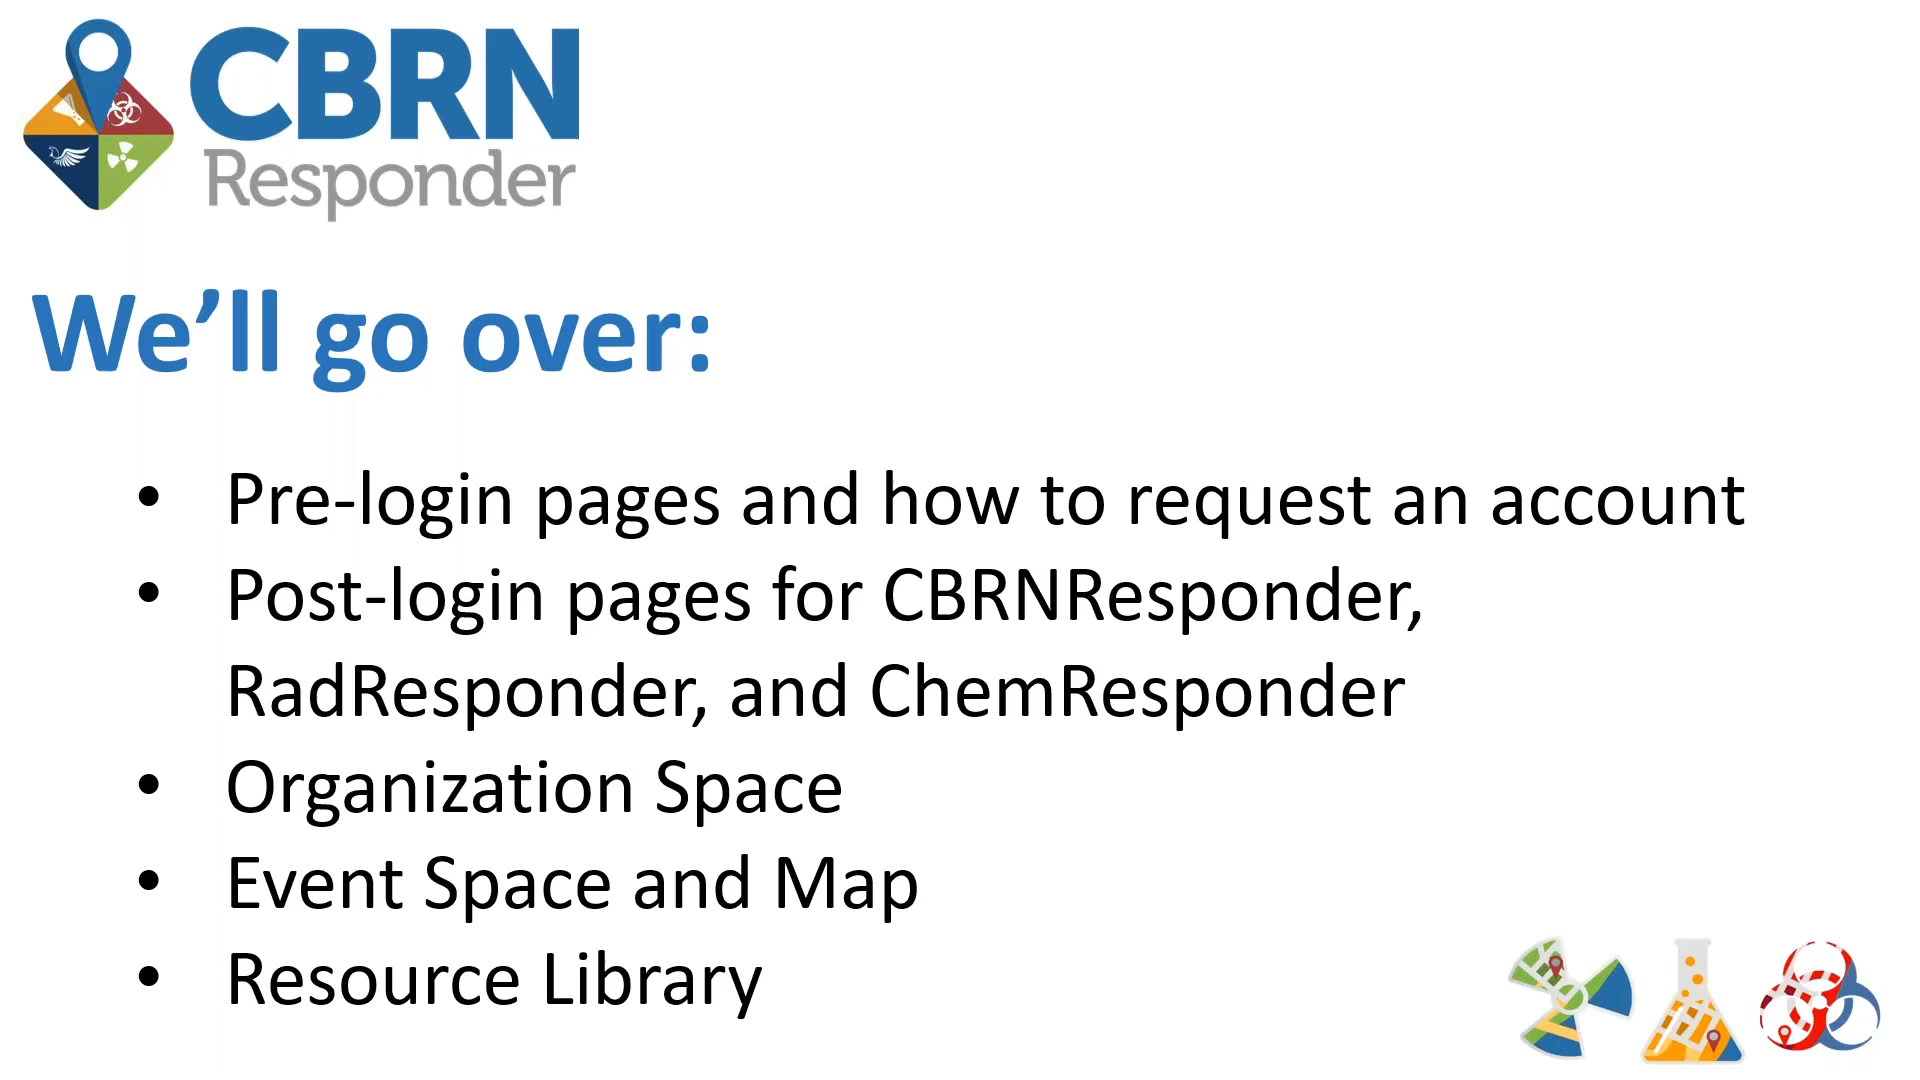 CBRN
Responder
We’ll go over:
• Pre-login pages and how to request an account
• Post-login pages for CBRNResponder,
RadResponder, and ChemResponder
• Organization Space
• Event Space and Map
• Resource Library